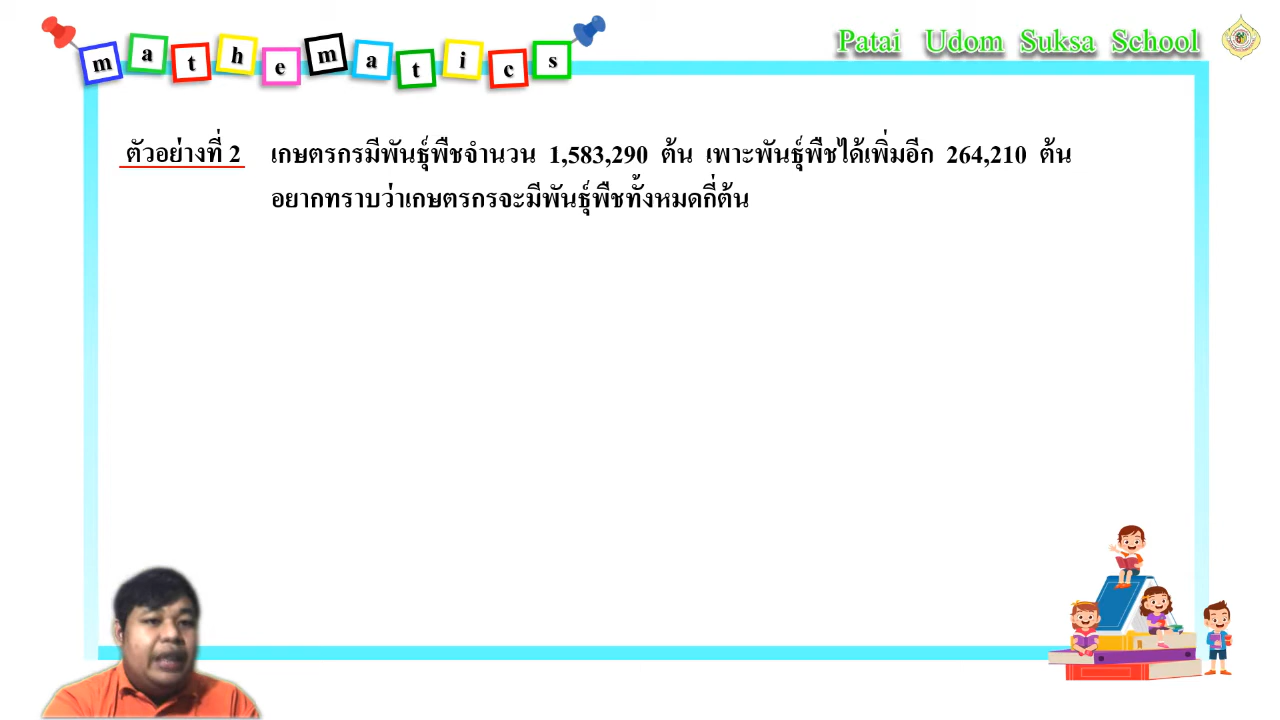 mathematics
Patai Udom Suksa School
ตัวอย่างที่ 2 เกษตรกรมีพันธุ์พืชจำนวน 1,583,290 ต้น เพาะพันธุ์พืชได้เพิ่มอีก 264,210 ต้น
อยากทราบว่าเกษตรกรจะมีพันธุ์พืชทั้งหมดกี่ต้น